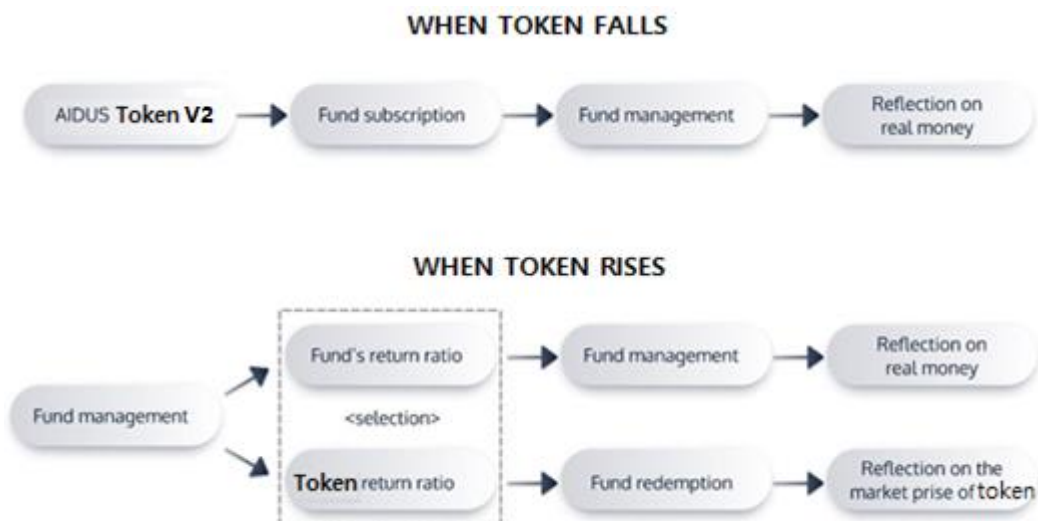 WHEN TOKEN FALLS
AIDUS Token V2
Fund subscription
Fund management
Reflection on
real money
WHEN TOKEN RISES
Fund management
Fund's return ratio
<selection>
Token return ratio
Fund management
Fund redemption
Reflection on
real money
Reflection on the
market prise of token